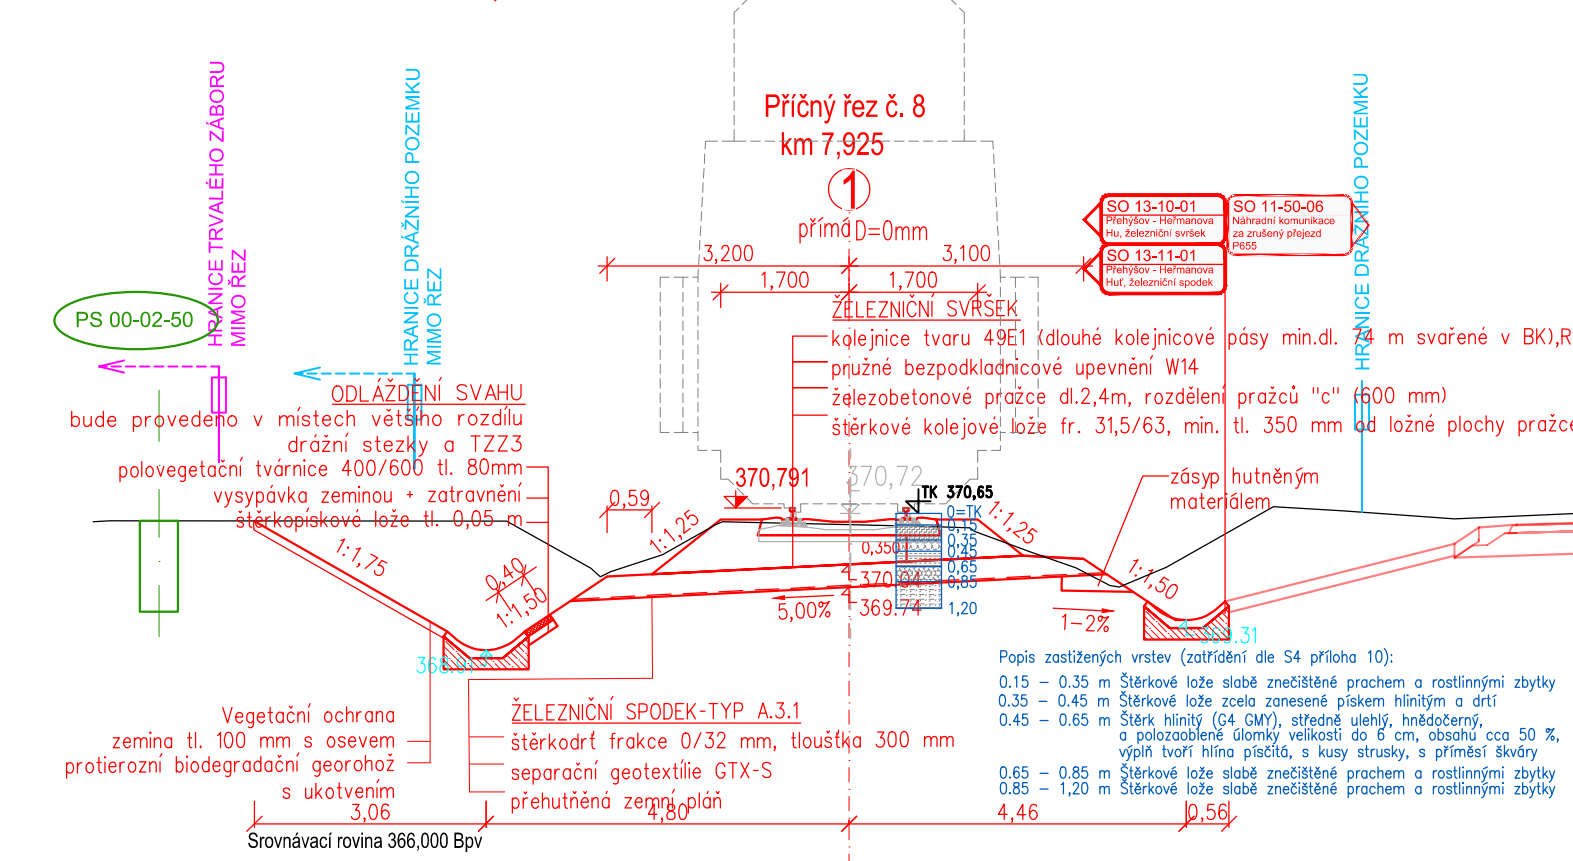 HRANICE TRVALÉHO ZÁBORU
MIMO ŘEZ
HRANICE DRÁŽNÍHO POZEMKU
MIMO ŘEZ
HRANICE DRÁŽNÍHO POZEMKU
Příčný řez č. 8
km 7,925
1
přímá D=0mm
3,200
3,100
1,700
1,700
SO 13-10-01
Přehýšov - Heřmanova
Hu, železniční svršek
SO 11-50-06
Náhradní komunikace
za zrušený přejezd
P655
SO 13-11-01
Přehýšov - Heřmanova
Huť, železniční spodek
PS 00-02-50
ŽELEZNIČNÍ SVRŠEK
kolejnice tvaru 49E1 (dlouhé kolejnicové pásy min.dl. 74 m svařené v BK),R
pružné bezpodkladnicové upevnění W14
železobetonové pražce dl.2,4m, rozdělení pražců "c" (600 mm)
štěrkové kolejové lože fr. 31,5/63, min. tl. 350 mm od ložné plochy pražce
ODLÁŽDĚNÍ SVAHU
bude provedeno v místech většího rozdílu
drážní stezky a TZZ3
polovegetační tvárnice 400/600 tl. 80mm
vysypávka zeminou + zatravnění
štěrkopískové lože tl. 0,05 m
0,59
370,791
370,72
TK 370,65
zásyp hutněným
materiálem
1:1,75
0,40
1:1,50
1:1,25
1:1,25
1:1,50
0=TK
0.15
0,35
0,45
0,65
0,85
1,20
0,350
370.04
369.74
5,00%
1-2%
368.91
369.31
Popis zastižených vrstev (zatřídění dle S4 příloha 10):
0.15 – 0.35 m Štěrkové lože slabě znečištěné prachem a rostlinnými zbytky
0.35 – 0.45 m Štěrkové lože zcela zanesené pískem hlinitým a drtí
0.45 – 0.65 m Štěrk hlinitý (G4 GMY), středně ulehlý, hnědočerný,
a polozaoblené úlomky velikosti do 6 cm, obsahu cca 50 %,
výplň tvoří hlína písčitá, s kusy strusky, s příměsí škváry
0.65 – 0.85 m Štěrkové lože slabě znečištěné prachem a rostlinnými zbytky
0.85 – 1,20 m Štěrkové lože slabě znečištěné prachem a rostlinnými zbytky
Vegetační ochrana
zemina tl. 100 mm s osevem
protierozní biodegradační georohož
s ukotvením
ŽELEZNIČNÍ SPODEK-TYP A.3.1
štěrkodrť frakce 0/32 mm, tloušťka 300 mm
separační geotextílie GTX-S
přehutněná zemní pláň
3,06
4,80
4,46
0,56
Srovnávací rovina 366,000 Bpv